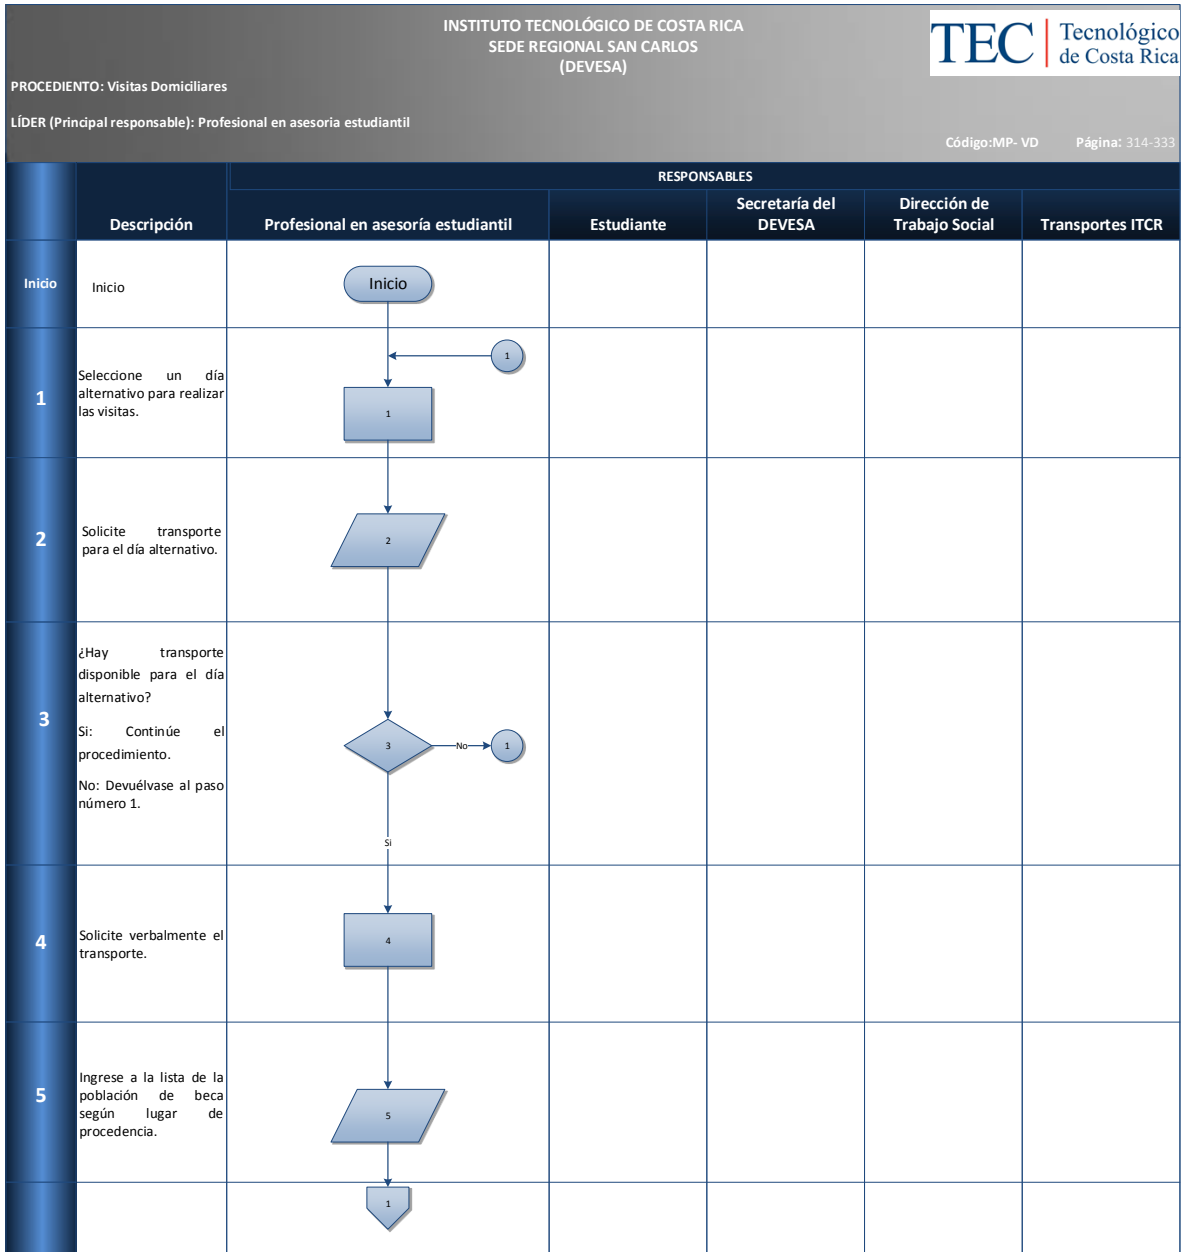 INSTITUTO TECNOLÓGICO DE COSTA RICA
SEDE REGIONAL SAN CARLOS
(DEVESA)
TEC Tecnológico
de Costa Rica
PROCEDIENTO: Visitas Domiciliares
LÍDER (Principal responsable): Profesional en asesoria estudiantil
Código:MP- VD Página: 314-333
RESPONSABLES
Descripción Profesional en asesoría estudiantil Estudiante Secretaría del
DEVESA Dirección de
Trabajo Social Transportes ITCR
Inicio Inicio Inicio
1
Seleccione un día
alternativo para realizar
las visitas.
1
1
2
Solicite transporte
para el día alternativo.
2
3
¿Hay transporte
disponible para el día
alternativo?
Si: Continúe el
procedimiento.
No: Devuélvase al paso
número 1.
3 No 1
Si
4
Solicite verbalmente el
transporte.
4
5
Ingrese a la lista de la
población de beca
según lugar de
procedencia.
5
1